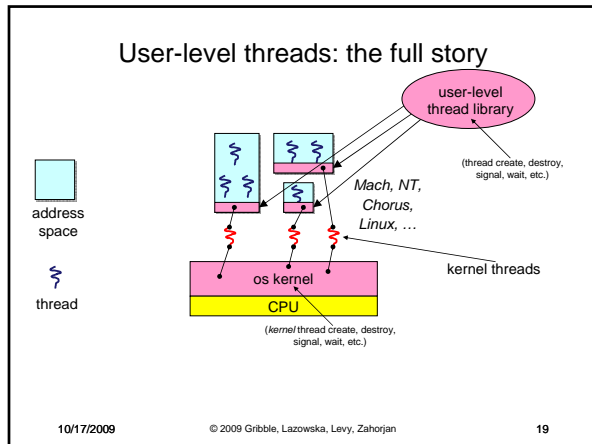 User-level threads: the full story
user-level
thread library
(thread create, destroy,
signal, wait, etc.)
Mach, NT,
Chorus,
Linux, …
address
space
thread
kernel threads
os kernel
CPU
(kernel thread create, destroy,
signal, wait, etc.)
10/17/2009
© 2009 Gribble, Lazowska, Levy, Zahorjan
19